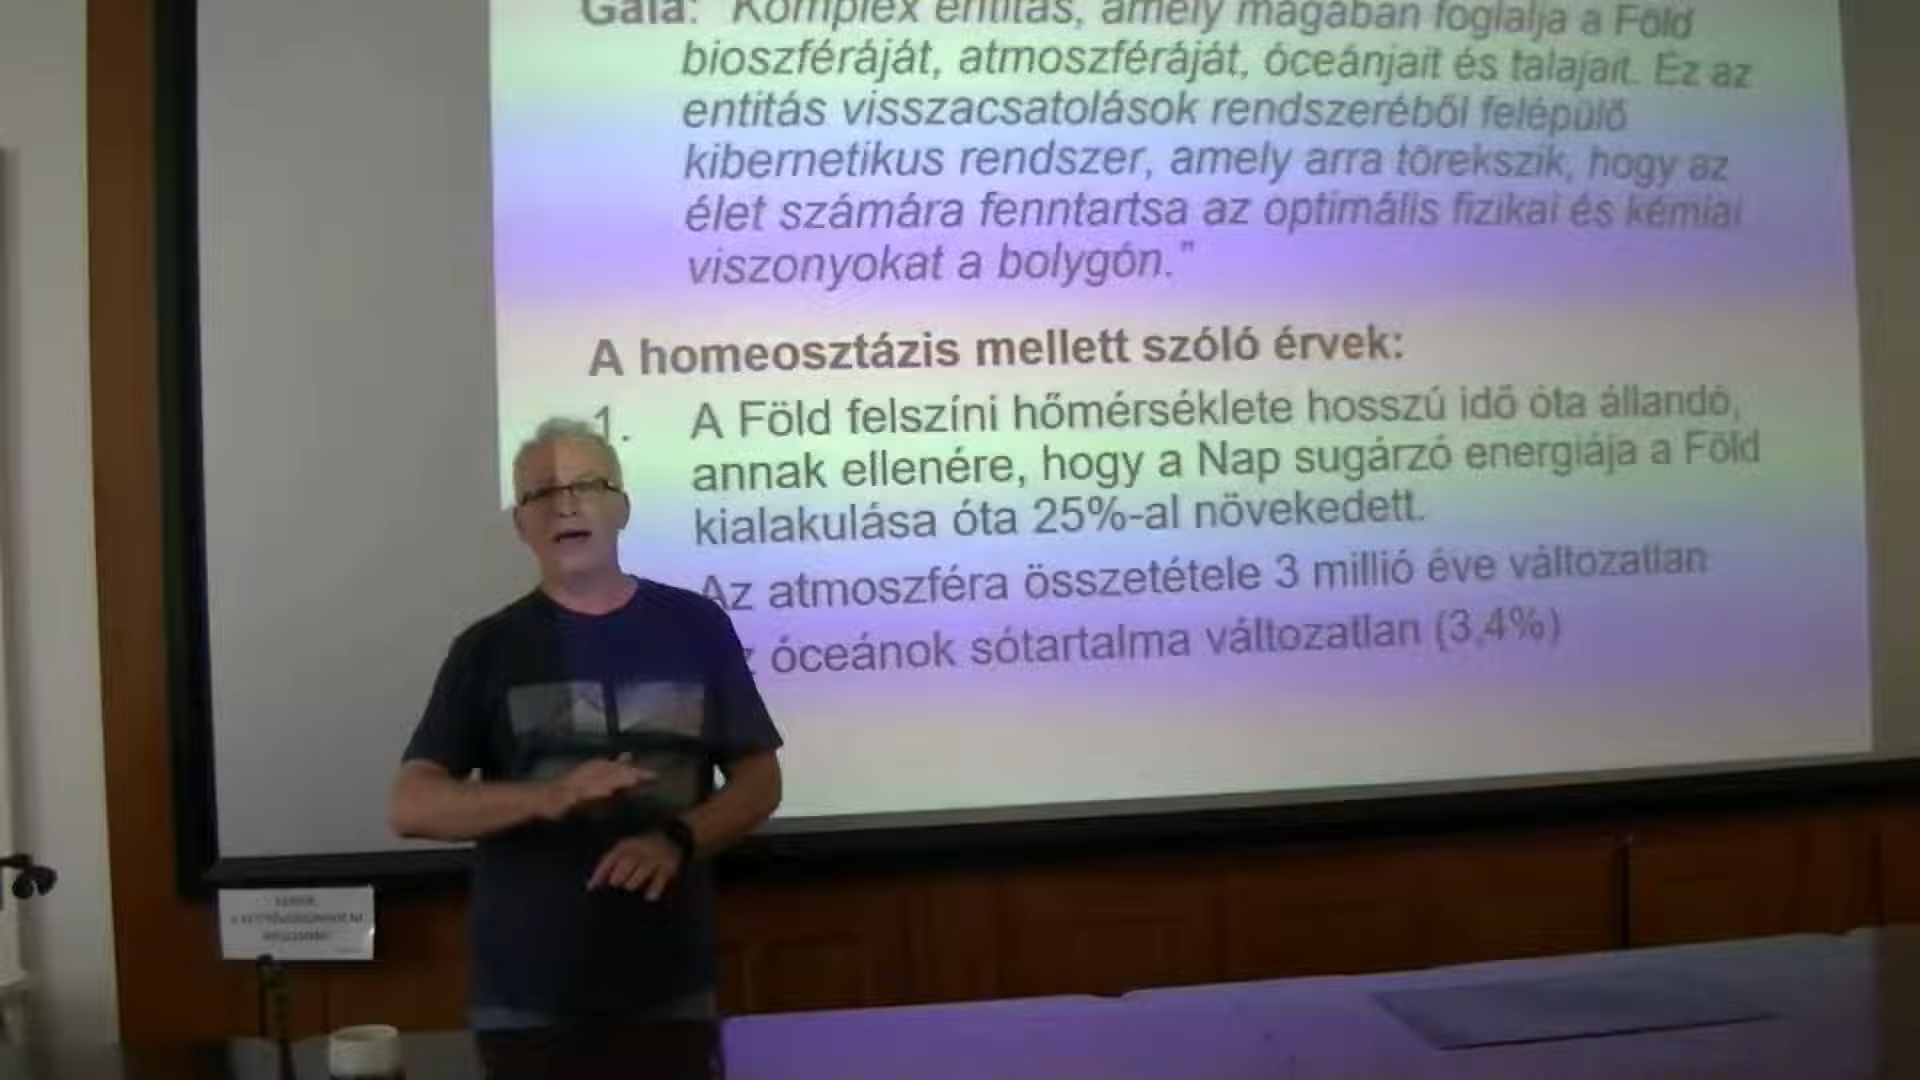 Gaia: "Komplex entitás, amely magában foglalja a Föld
bioszféráját, atmoszféráját, óceánjait és talajait. Ez az
entitás visszacsatolások rendszeréből felépülő
kibernetikus rendszer, amely arra törekszik, hogy az
élet számára fenntartsa az optimális fizikai és kémiai
viszonyokat a bolygón."
A homeosztázis mellett szóló érvek:
1. A Föld felszíni hőmérséklete hosszú idő óta állandó,
annak ellenére, hogy a Nap sugárzó energiája a Föld
kialakulása óta 25%-al növekedett.
Az atmoszféra összetétele 3 millió éve változatlan
z óceánok sótartalma változatlan (3,4%)